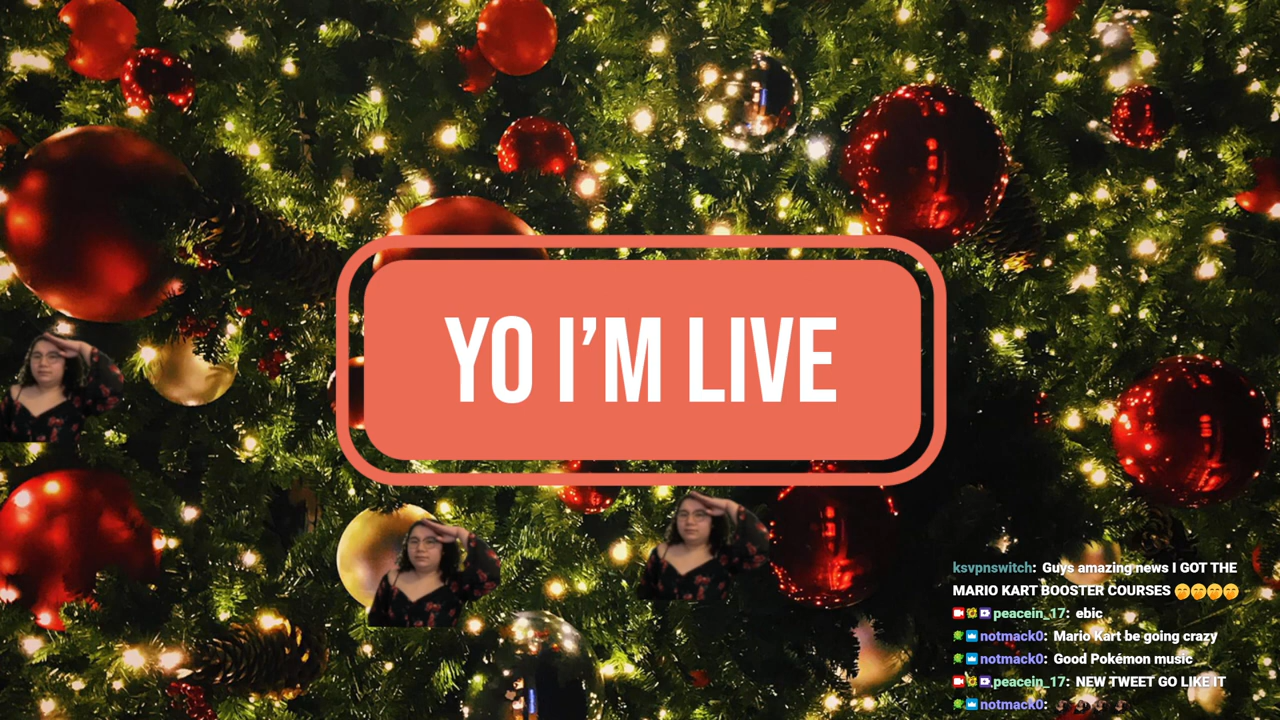 YO I'M LIVE
ksvpnswitch: Guys amazing news I GOT THE
MARIO KART BOOSTER COURSES 🤭🤭🤭🤭
peacein_17: ebic
notmack0: Mario Kart be going crazy
notmack0: Good Pokémon music
peacein_17: NEW TWEET GO LIKE IT
notmack0: